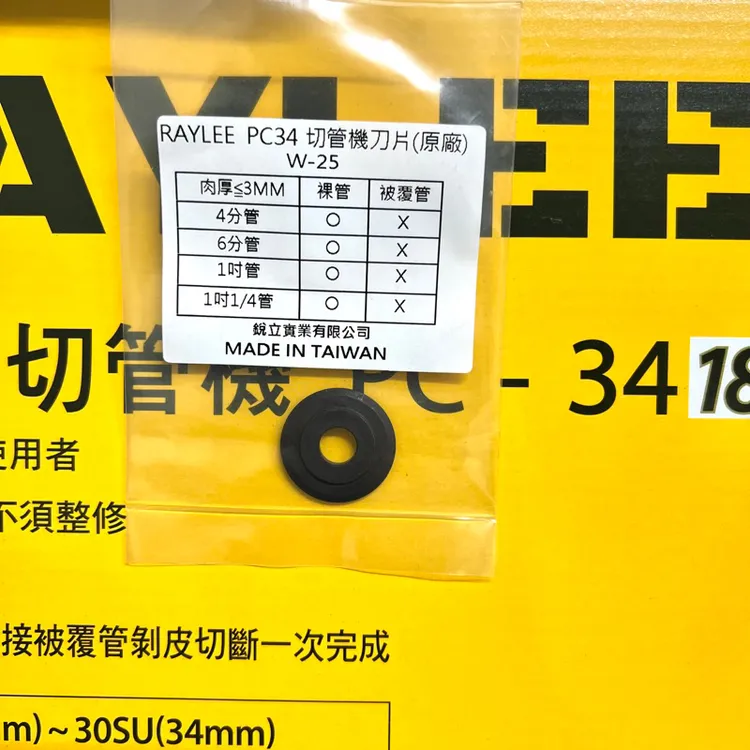 RAYLEE
RAYLEE PC34 切管機刀片(原廠)
W-25
肉厚≦3MM 裸管 被覆管
4分管 O X
6分管 O X
1吋管 O X
1吋1/4管 O X
銳立實業有限公司
MADE IN TAIWAN
切管機 PC - 34 18
使用者
不須整修
接被覆管剝皮切斷一次完成
m)~30SU(34mm)